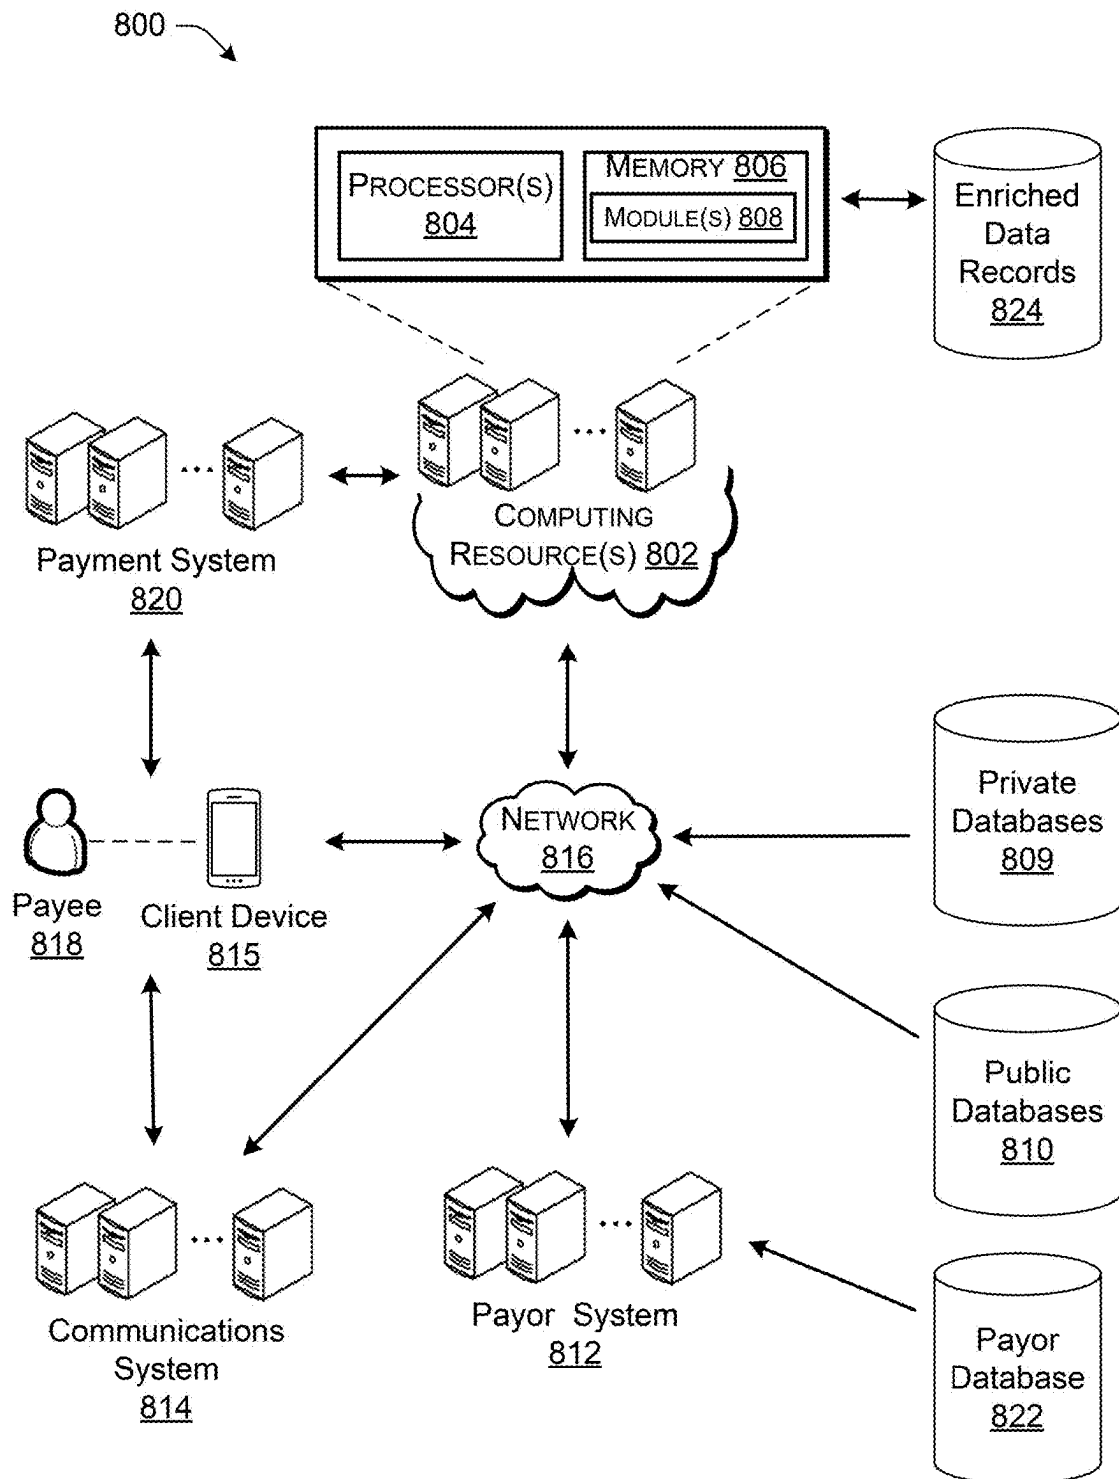 800
PROCESSOR(S)
804
MEMORY 806
MODULE(S) 808
Enriched
Data
Records
824
Payment System
820
COMPUTING
RESOURCE(S) 802
Payee
818
Client Device
815
NETWORK
816
Private
Databases
809
Public
Databases
810
Communications
System
814
Payor System
812
Payor
Database
822